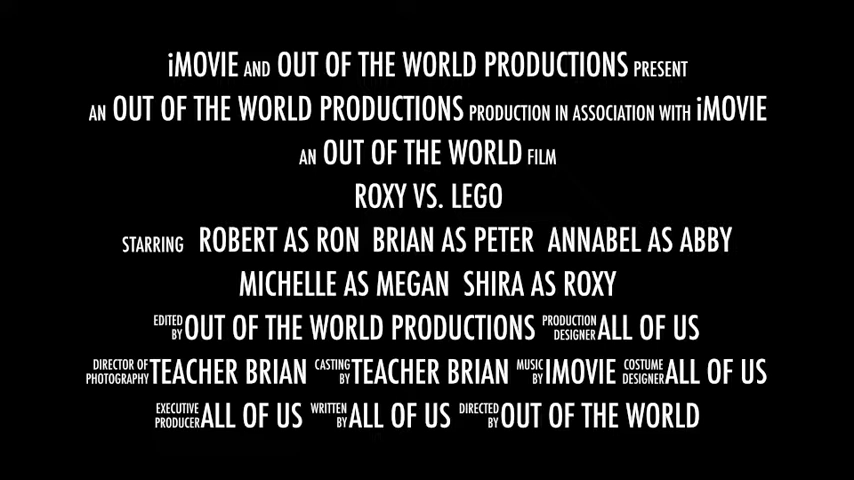 iMOVIE AND OUT OF THE WORLD PRODUCTIONS PRESENT
AN OUT OF THE WORLD PRODUCTIONS PRODUCTION IN ASSOCIATION WITH iMOVIE
AN OUT OF THE WORLD FILM
ROXY VS. LEGO
STARRING ROBERT AS RON BRIAN AS PETER ANNABEL AS ABBY
MICHELLE AS MEGAN SHIRA AS ROXY
EDITED BY OUT OF THE WORLD PRODUCTIONS PRODUCTION DESIGNER ALL OF US
DIRECTOR OF PHOTOGRAPHY TEACHER BRIAN CASTING BY TEACHER BRIAN MUSIC BY IMOVIE COSTUME DESIGNER ALL OF US
EXECUTIVE PRODUCER ALL OF US WRITTEN BY ALL OF US DIRECTED BY OUT OF THE WORLD